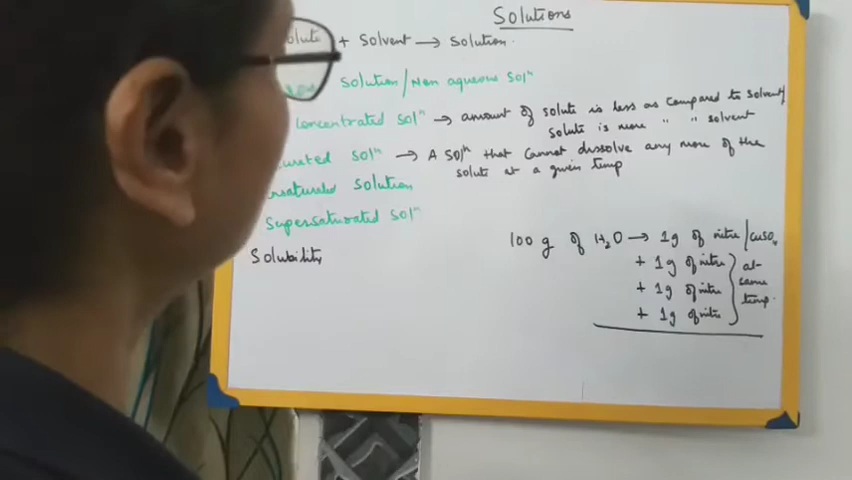 Solutions
olute + Solvent → Solution.
Solution / Non aqueous Solⁿ
Concentrated Solⁿ → amount of solute is less as compared to solvent/
solute is more " " solvent
urated Solⁿ → A Solⁿ that cannot dissolve any more of the
solute at a given temp
Solution
Supersaturated Solⁿ
Solubility
100 g of H₂O → 1g of nitre / CuSO₄
+ 1g of nitre
+ 1g of nitre
+ 1g of nitre
at
same
temp.